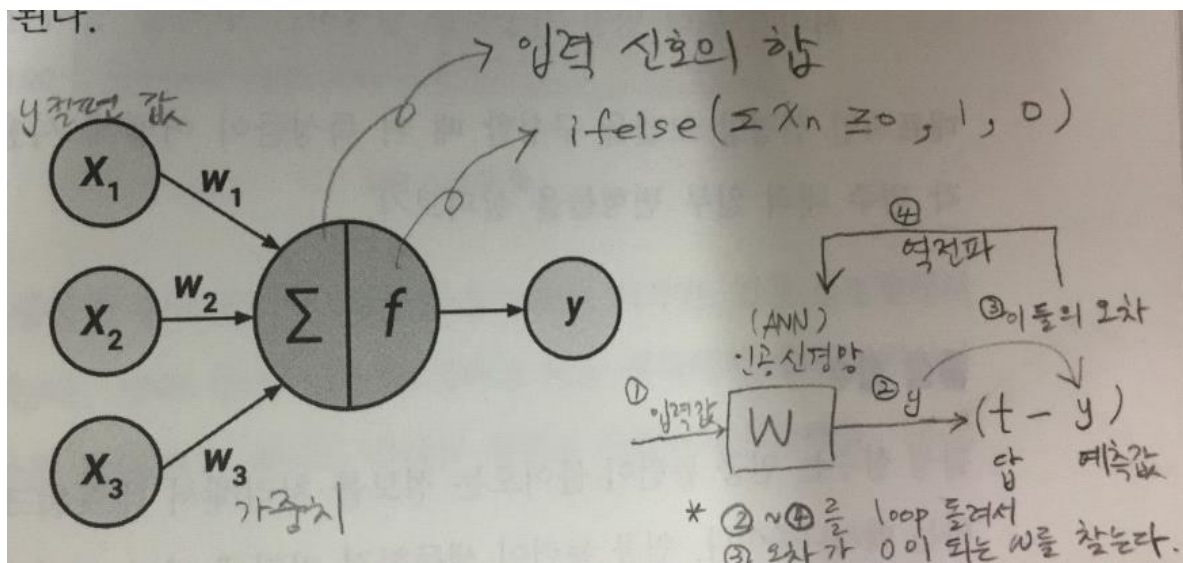 된다.
입력 신호의 합
y절편 값
ifelse(Σ Xn ≥0, 1, 0)
X1
w1
④
역전파
X2
w2
Σ f
y
(ANN)
인공신경망
③이 둘의 오차
① 입력값
W
② y
(t - y)
답
예측값
X3
w3
가중치
* ②~④를 loop 돌려서
③ 오차가 0이 되는 w를 찾는다.